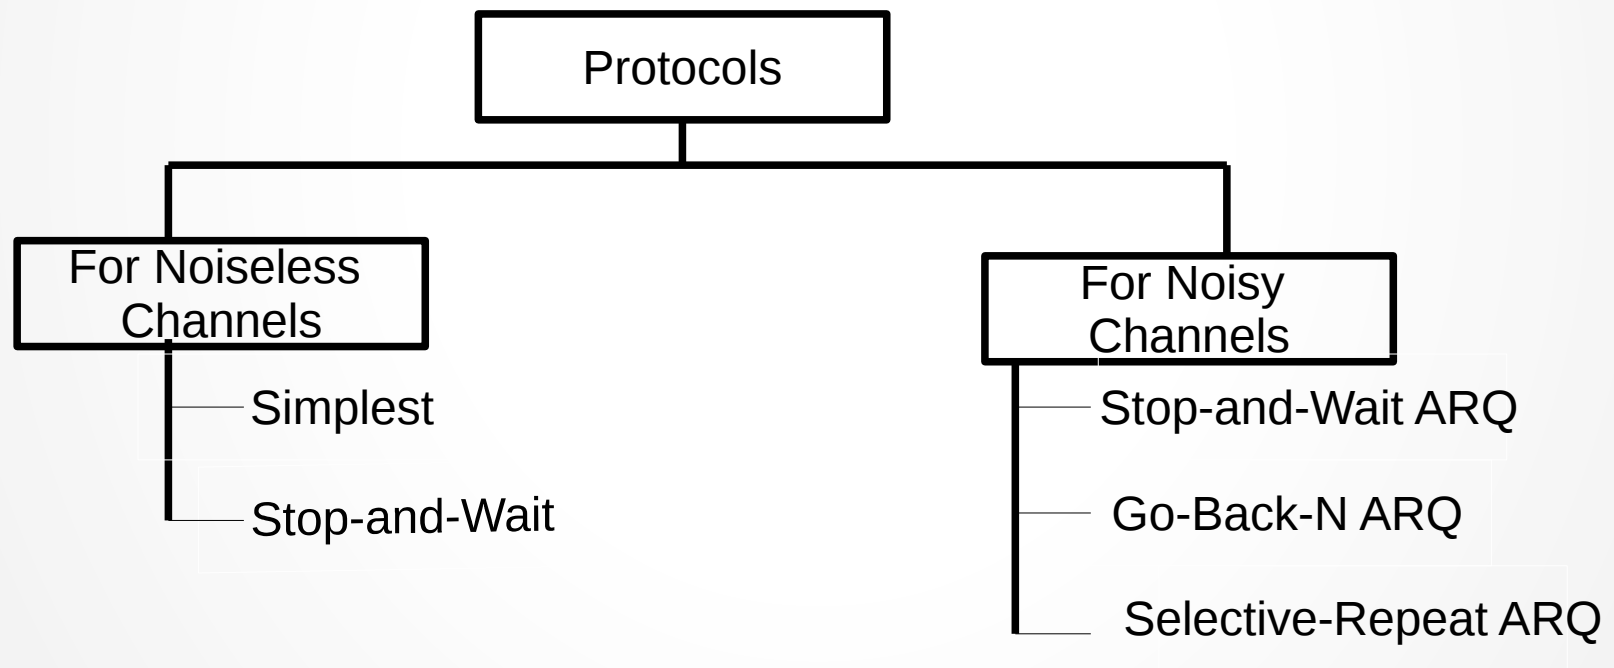 Protocols
For Noiseless
Channels
For Noisy
Channels
Simplest
Stop-and-Wait
Stop-and-Wait ARQ
Go-Back-N ARQ
Selective-Repeat ARQ